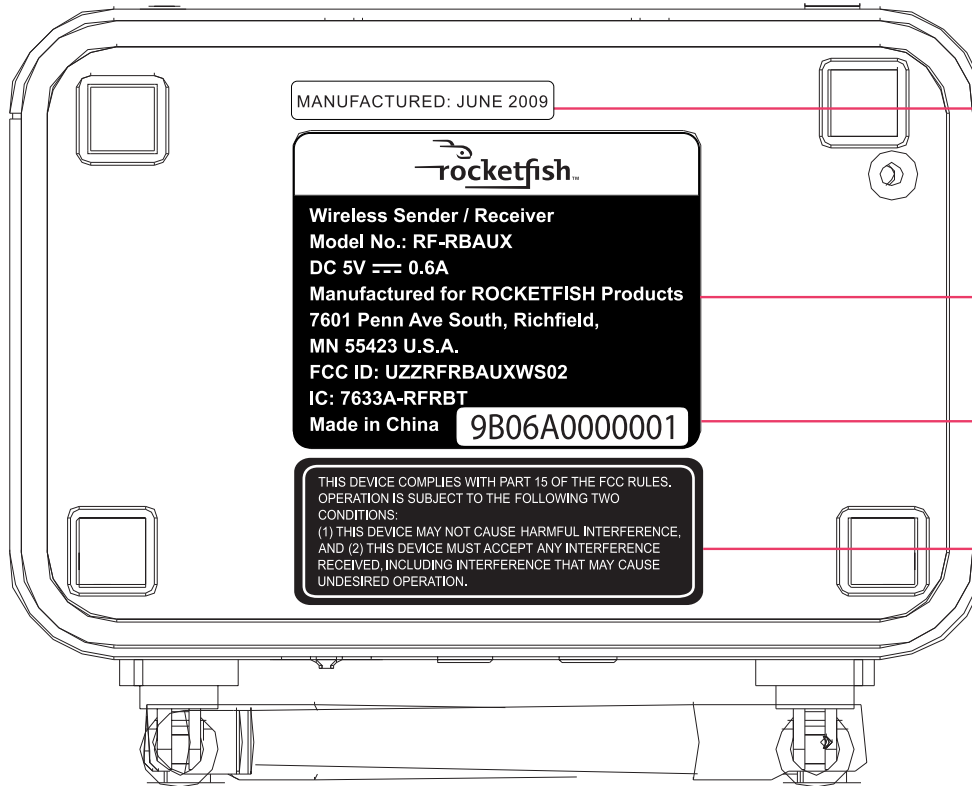 MANUFACTURED: JUNE 2009
rocketfish™
Wireless Sender / Receiver
Model No.: RF-RBAUX
DC 5V ⎓ 0.6A
Manufactured for ROCKETFISH Products
7601 Penn Ave South, Richfield,
MN 55423 U.S.A.
FCC ID: UZZRFRBAUXWS02
IC: 7633A-RFRBT
Made in China 9B06A0000001
THIS DEVICE COMPLIES WITH PART 15 OF THE FCC RULES.
OPERATION IS SUBJECT TO THE FOLLOWING TWO
CONDITIONS:
(1) THIS DEVICE MAY NOT CAUSE HARMFUL INTERFERENCE,
AND (2) THIS DEVICE MUST ACCEPT ANY INTERFERENCE
RECEIVED, INCLUDING INTERFERENCE THAT MAY CAUSE
UNDESIRED OPERATION.